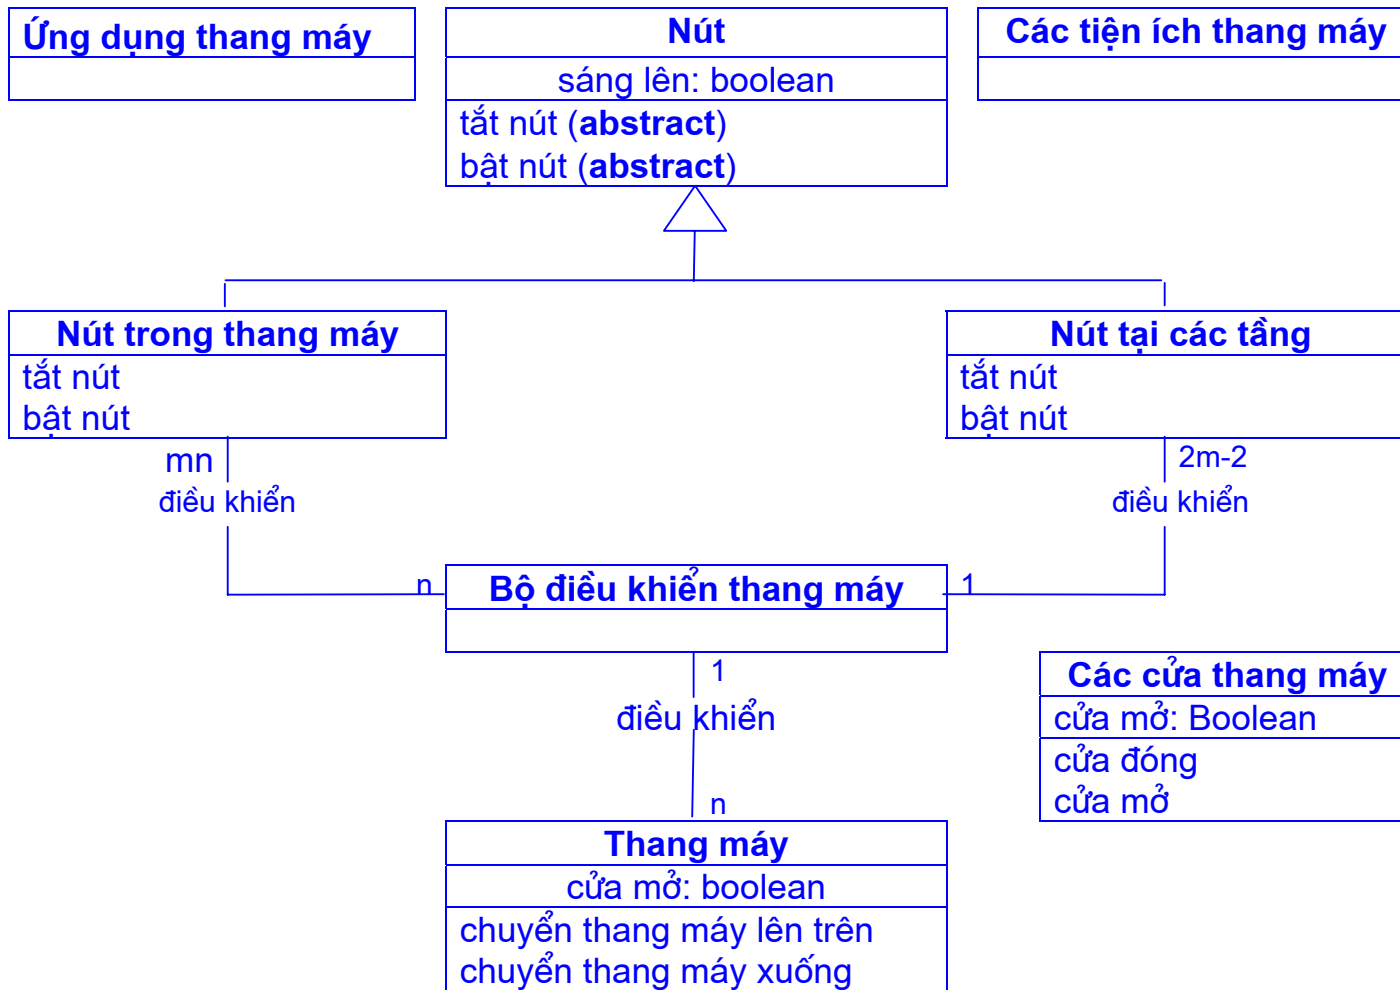 Ứng dụng thang máy
Nút
sáng lên: boolean
tắt nút (abstract)
bật nút (abstract)
Các tiện ích thang máy
Nút trong thang máy
tắt nút
bật nút
Nút tại các tầng
tắt nút
bật nút
mn
điều khiển
2m-2
điều khiển
n
Bộ điều khiển thang máy
1
1
điều khiển
n
Các cửa thang máy
cửa mở: Boolean
cửa đóng
cửa mở
Thang máy
cửa mở: boolean
chuyển thang máy lên trên
chuyển thang máy xuống